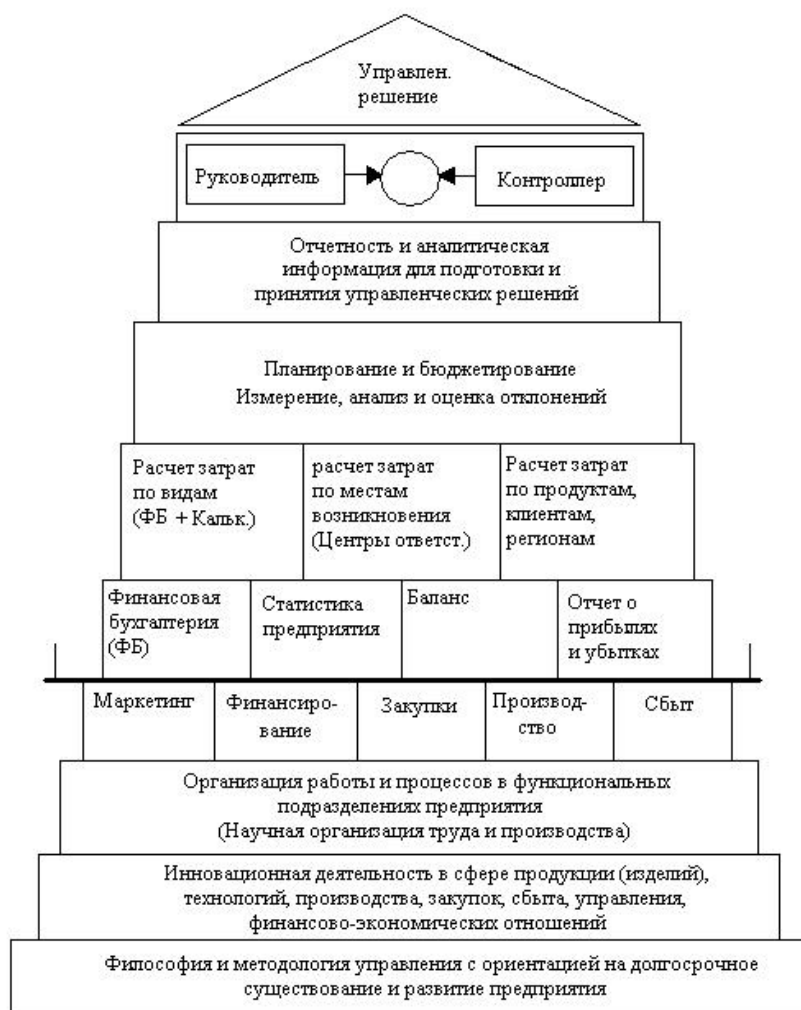 Управлен.
решение
Руководитель
Контроллер
Отчетность и аналитическая
информация для подготовки и
принятия управленческих решений
Планирование и бюджетирование
Измерение, анализ и оценка отклонений
Расчет затрат
по видам
(ФБ + Кальк.)
расчет затрат
по местам
возникновения
(Центры ответст.)
Расчет затрат
по продуктам,
клиентам,
регионам
Финансовая
бухгалтерия
(ФБ)
Статистика
предприятия
Баланс
Отчет о
прибылях
и убытках
Маркетинг
Финансиро-
вание
Закупки
Производ-
ство
Сбыт
Организация работы и процессов в функциональных
подразделениях предприятия
(Научная организация труда и производства)
Инновационная деятельность в сфере продукции (изделий),
технологий, производства, закупок, сбыта, управления,
финансово-экономических отношений
Философия и методология управления с ориентацией на долгосрочное
существование и развитие предприятия